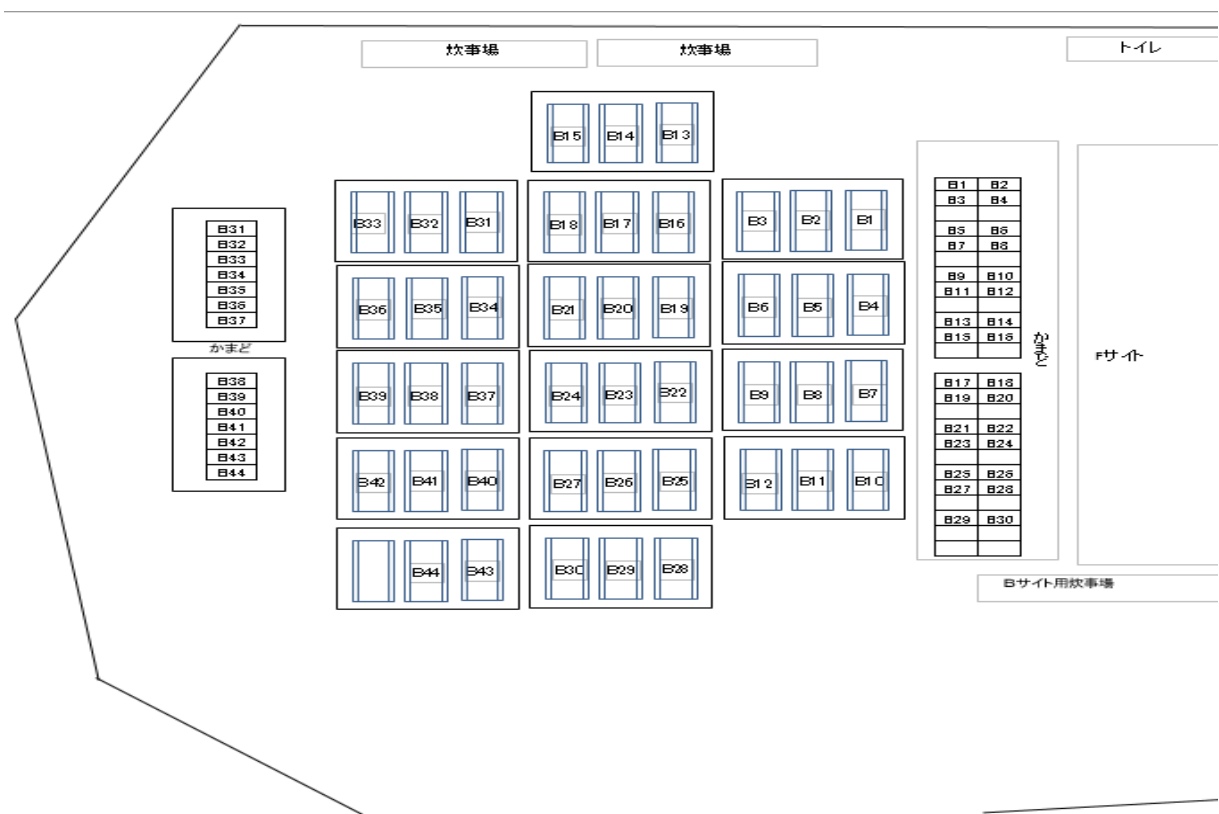 炊事場 炊事場 トイレ
B15 B14 B13
B33 B32 B31 B18 B17 B16 B3 B2 B1
B36 B35 B34 B21 B20 B19 B6 B5 B4
B39 B38 B37 B24 B23 B22 B9 B8 B7
B42 B41 B40 B27 B26 B25 B12 B11 B10
B44 B43 B30 B29 B28
B31
B32
B33
B34
B35
B36
B37
かまど
B38
B39
B40
B41
B42
B43
B44
B1 B2
B3 B4
B5 B6
B7 B8
B9 B10
B11 B12
B13 B14
B15 B16
B17 B18
B19 B20
B21 B22
B23 B24
B25 B26
B27 B28
B29 B30
かまど
Fサイト
Bサイト用炊事場